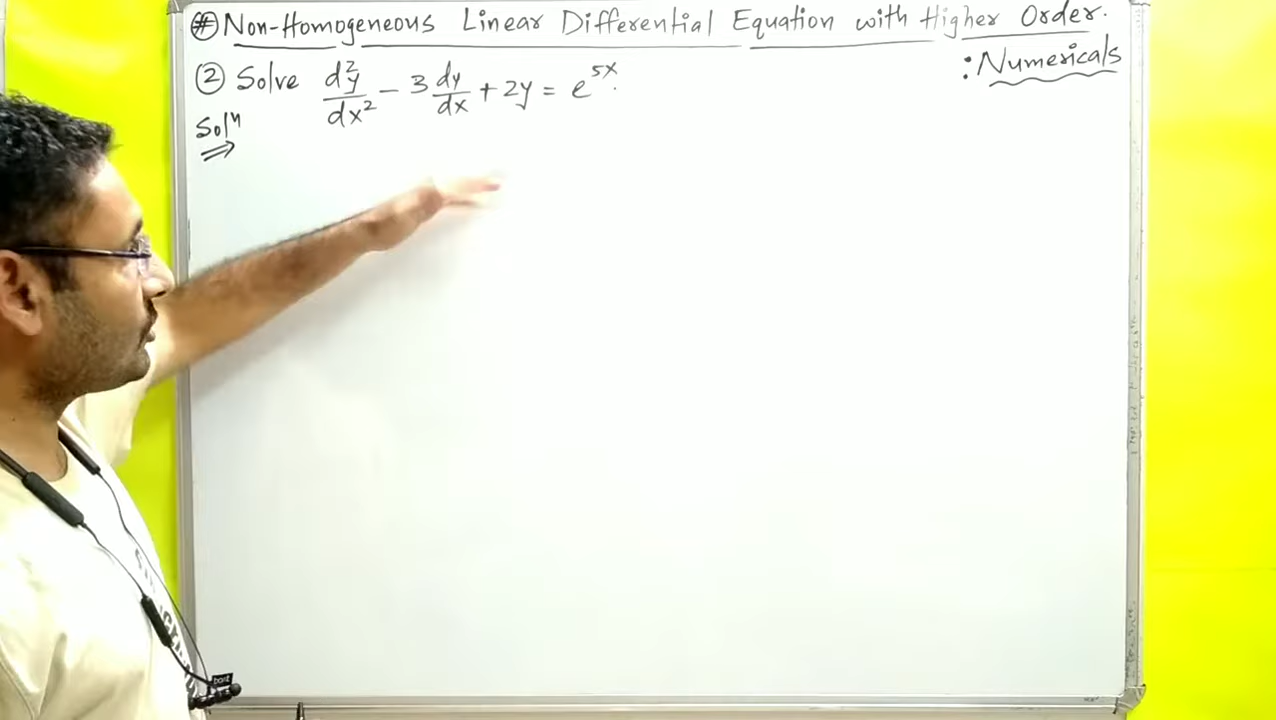 # Non-Homogeneous Linear Differential Equation with Higher Order.
: Numericals
② Solve d²y/dx² - 3 dy/dx + 2y = e^5x.
Solⁿ
⇒
boAt